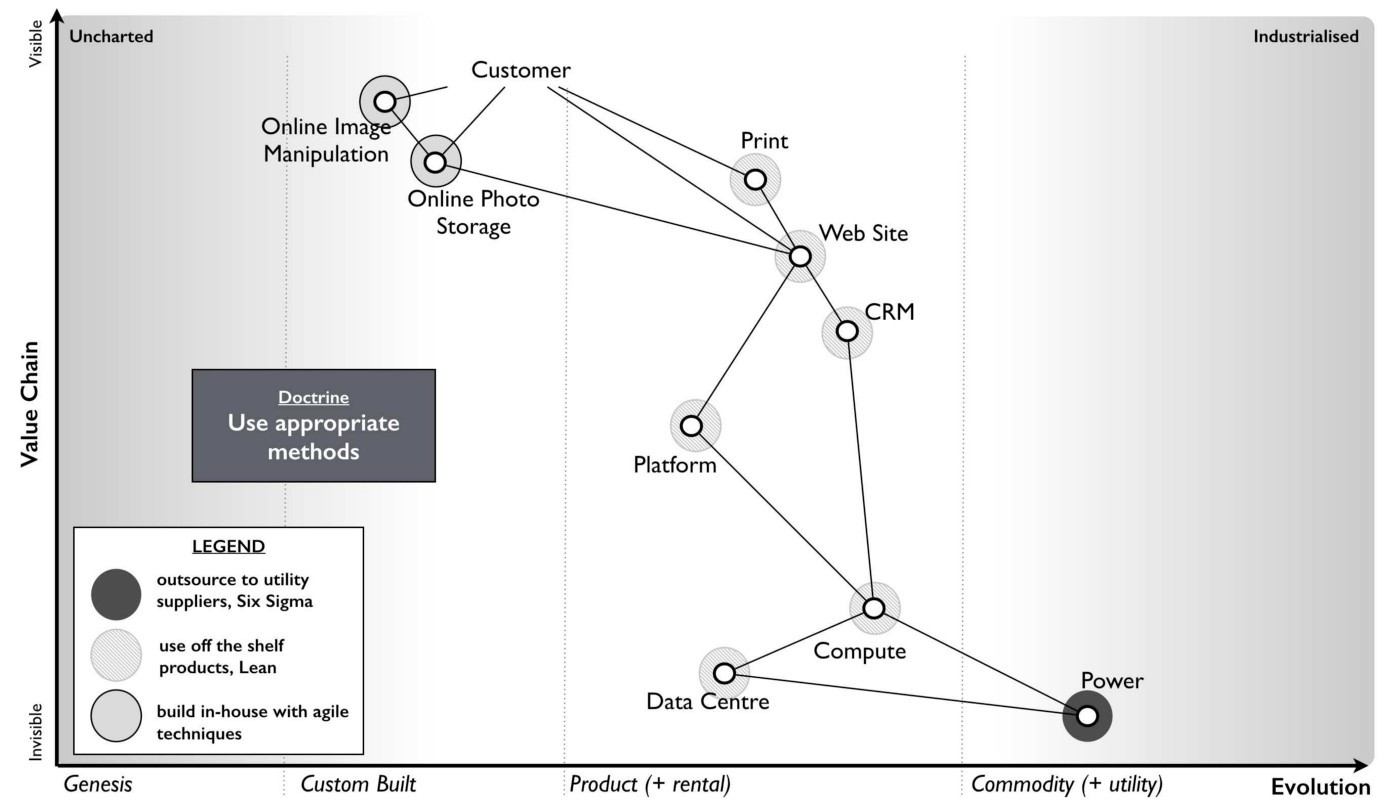 Visible
Uncharted
Industrialised
Customer
Online Image
Manipulation
Print
Online Photo
Storage
Web Site
CRM
Value Chain
Doctrine
Use appropriate
methods
Platform
LEGEND
outsource to utility
suppliers, Six Sigma
use off the shelf
products, Lean
build in-house with agile
techniques
Compute
Data Centre
Power
Invisible
Genesis
Custom Built
Product (+ rental)
Commodity (+ utility)
Evolution